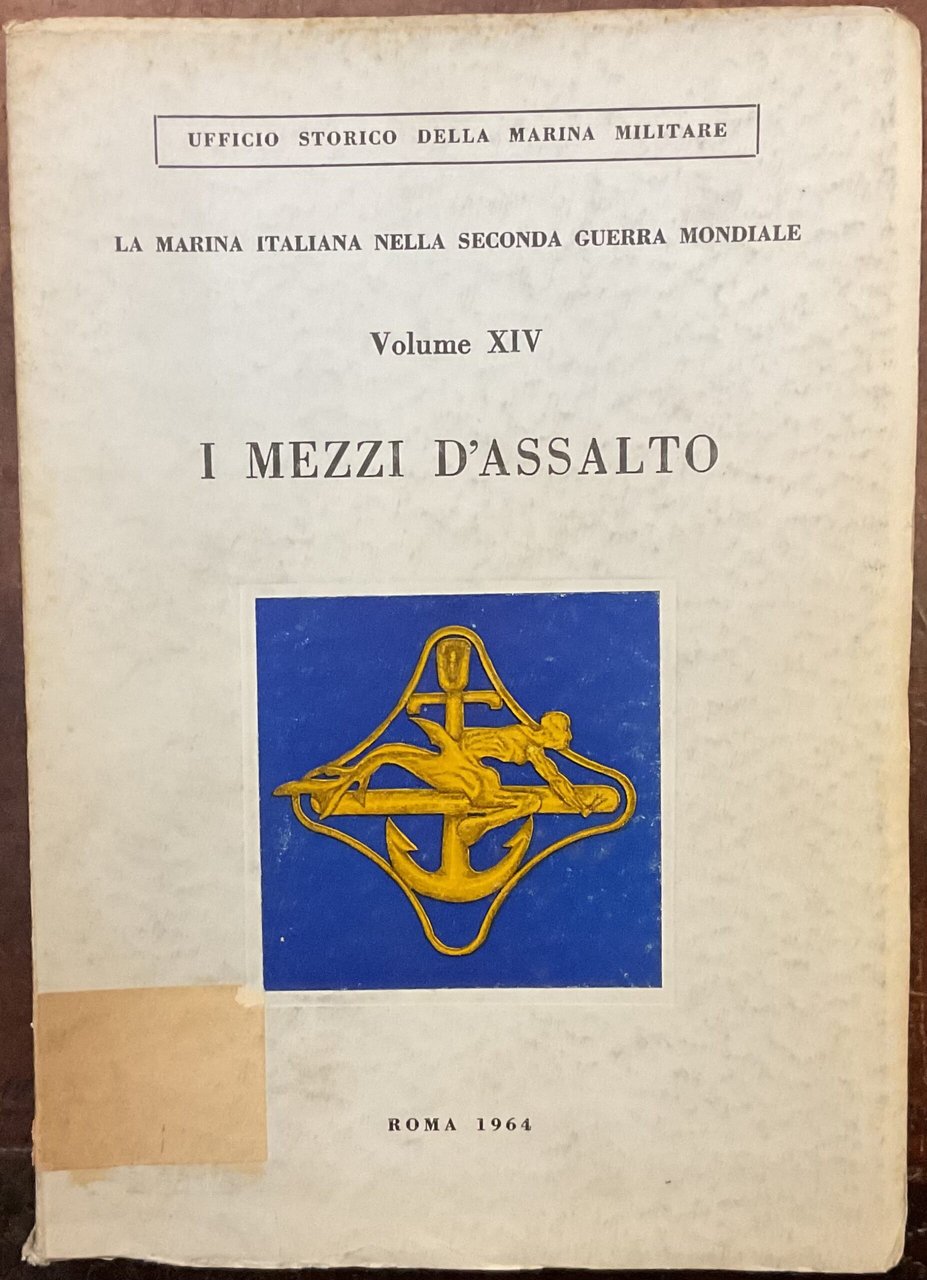 UFFICIO STORICO DELLA MARINA MILITARE
LA MARINA ITALIANA NELLA SECONDA GUERRA MONDIALE
Volume XIV
I MEZZI D'ASSALTO
ROMA 1964